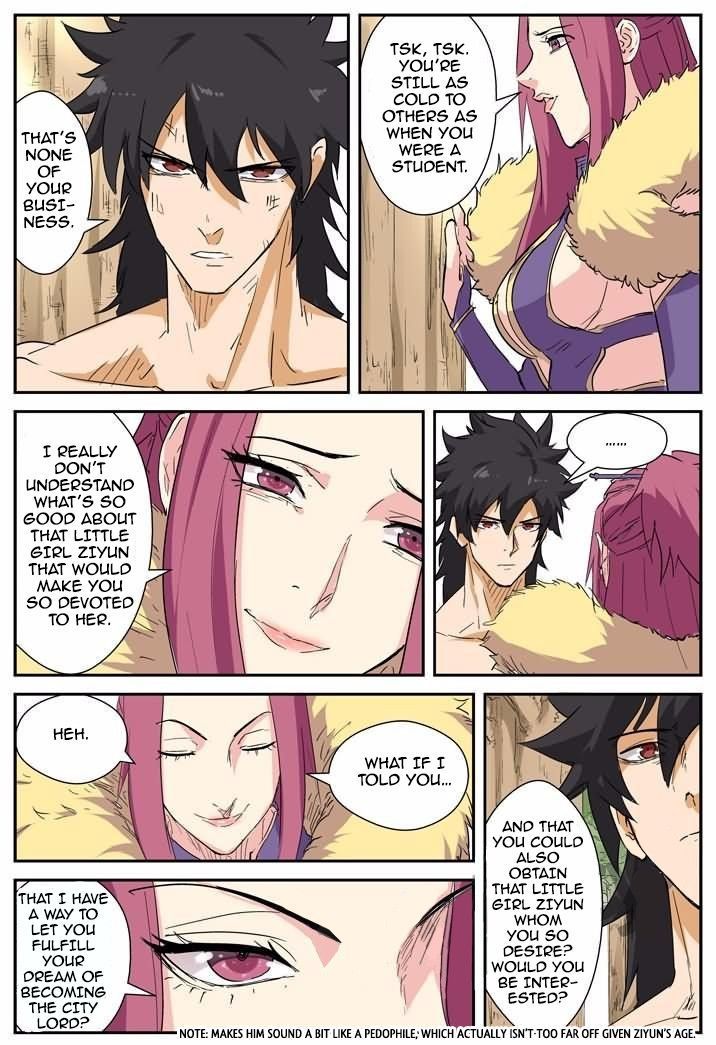 THAT'S
NONE
OF
YOUR
BUSI-
NESS.
TSK, TSK.
YOU'RE
STILL AS
COLD TO
OTHERS AS
WHEN YOU
WERE A
STUDENT.
I REALLY
DON'T
UNDERSTAND
WHAT'S SO
GOOD ABOUT
THAT LITTLE
GIRL ZIYUN
THAT WOULD
MAKE YOU
SO DEVOTED
TO HER.
......
HEH.
WHAT IF I
TOLD YOU...
THAT I HAVE
A WAY TO
LET YOU
FULFILL
YOUR
DREAM OF
BECOMING
THE CITY
LORD?
AND THAT
YOU COULD
ALSO
OBTAIN
THAT LITTLE
GIRL ZIYUN
WHOM
YOU SO
DESIRE?
WOULD YOU
BE INTER-
ESTED?
NOTE: MAKES HIM SOUND A BIT LIKE A PEDOPHILE; WHICH ACTUALLY ISN'T TOO FAR OFF GIVEN ZIYUN'S AGE.